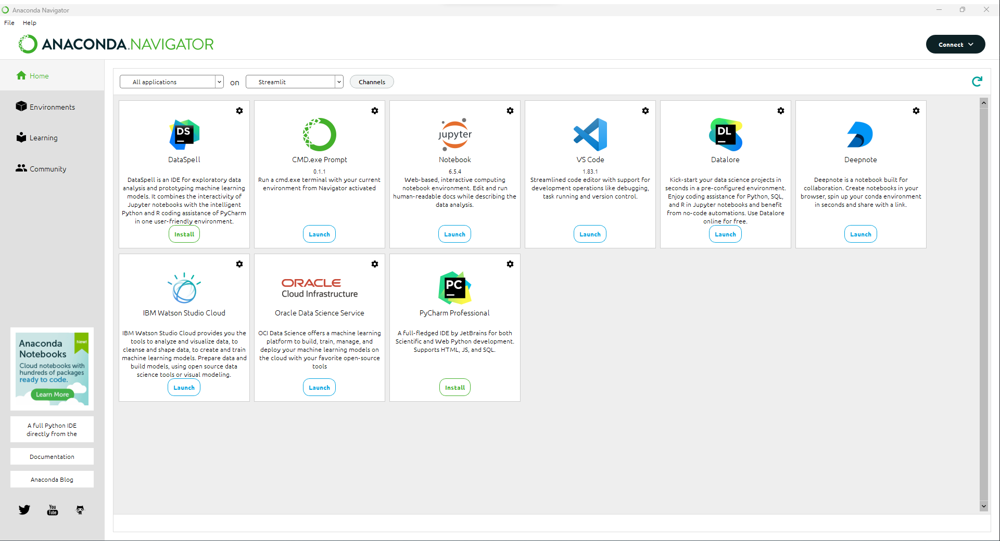 Anaconda Navigator
File Help
ANACONDA.NAVIGATOR
Connect
Home
Environments
Learning
Community
All applications on Streamlit Channels
DS
DataSpell
DataSpell is an IDE for exploratory data
analysis and prototyping machine learning
models. It combines the interactivity of
Jupyter notebooks with the intelligent
Python and R coding assistance of PyCharm
in one user-friendly environment.
Install
CMD.exe Prompt
0.1.1
Run a cmd.exe terminal with your current
environment from Navigator activated
Launch
jupyter
Notebook
6.5.4
Web-based, interactive computing
notebook environment. Edit and run
human-readable docs while describing the
data analysis.
Launch
VS Code
1.83.1
Streamlined code editor with support for
development operations like debugging,
task running and version control.
Launch
DL
Datalore
Kick-start your data science projects in
seconds in a pre-configured environment.
Enjoy coding assistance for Python, SQL,
and R in Jupyter notebooks and benefit
from no-code automations. Use Datalore
online for free.
Launch
Deepnote
Deepnote is a notebook built for
collaboration. Create notebooks in your
browser, spin up your conda environment
in seconds and share with a link.
Launch
IBM Watson Studio Cloud
IBM Watson Studio Cloud provides you the
tools to analyze and visualize data, to
cleanse and shape data, to create and train
machine learning models. Prepare data and
build models, using open source data
science tools or visual modeling.
Launch
ORACLE
Cloud Infrastructure
Oracle Data Science Service
OCI Data Science offers a machine learning
platform to build, train, manage, and
deploy your machine learning models on
the cloud with your favorite open-source
tools
Launch
PC
PyCharm Professional
A full-fledged IDE by JetBrains for both
Scientific and Web Python development.
Supports HTML, JS, and SQL.
Install
New!
Anaconda
Notebooks
Cloud notebooks with
hundreds of packages
ready to code.
Learn More
A full Python IDE
directly from the
Documentation
Anaconda Blog
You
Tube